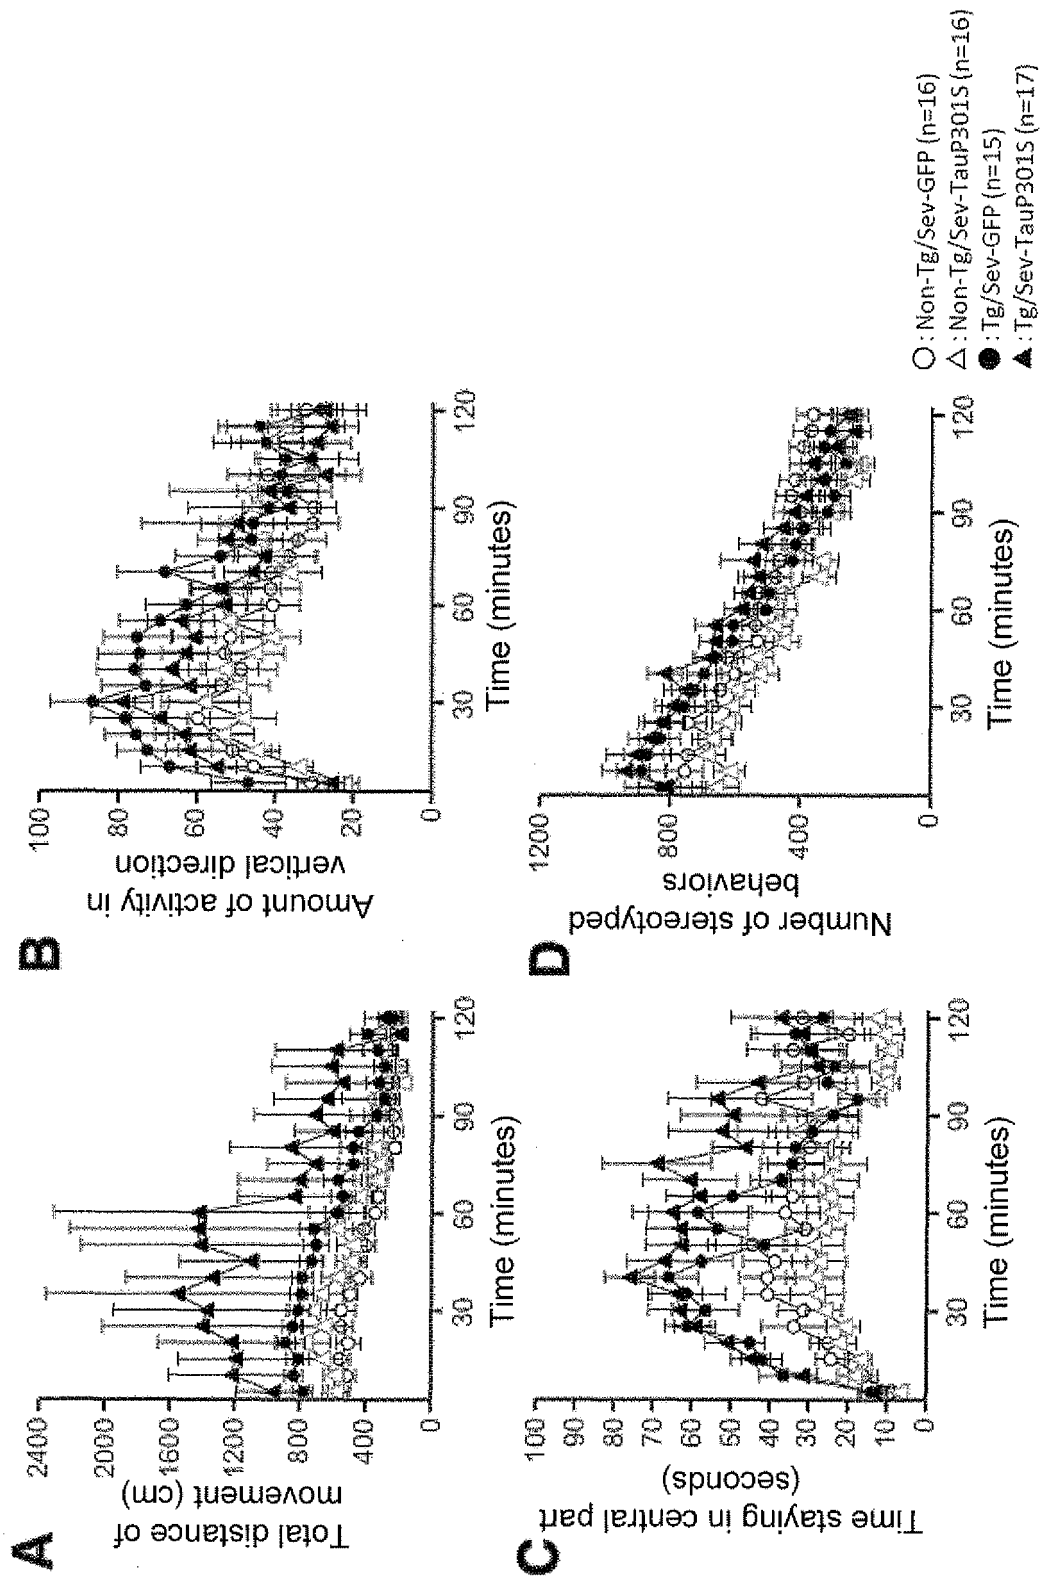 A
Total distance of
movement (cm)
2400
2000
1600
1200
800
400
0
30
60
90
120
Time (minutes)
B
Amount of activity in
vertical direction
100
80
60
40
20
0
30
60
90
120
Time (minutes)
C
Time staying in central part
(seconds)
100
90
80
70
60
50
40
30
20
10
0
30
60
90
120
Time (minutes)
D
Number of stereotyped
behaviors
1200
800
400
0
30
60
90
120
Time (minutes)
○ : Non-Tg/Sev-GFP (n=16)
△ : Non-Tg/Sev-TauP301S (n=16)
● : Tg/Sev-GFP (n=15)
▲ : Tg/Sev-TauP301S (n=17)